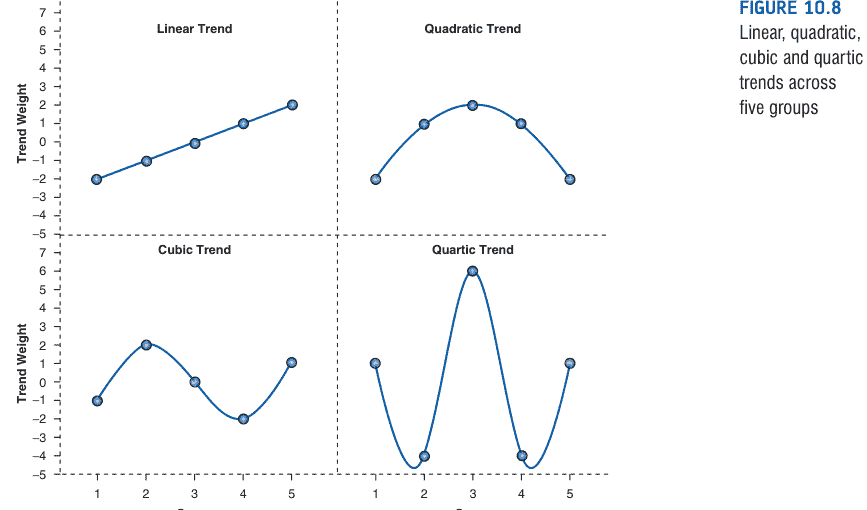 FIGURE 10.8
Linear, quadratic,
cubic and quartic
trends across
five groups
Linear Trend
Quadratic Trend
Trend Weight
7
6
5
4
3
2
1
0
−1
−2
−3
−4
−5
Cubic Trend
Quartic Trend
Trend Weight
7
6
5
4
3
2
1
0
−1
−2
−3
−4
−5
1 2 3 4 5
1 2 3 4 5